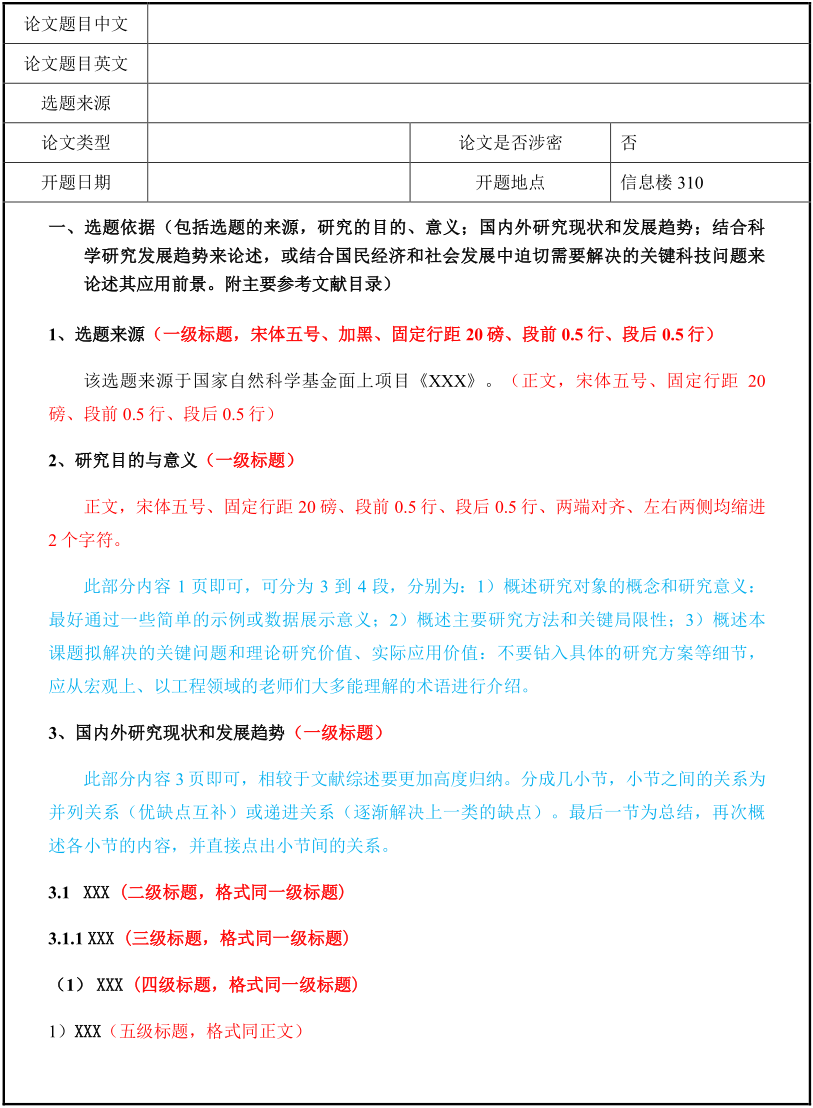 论文题目中文
论文题目英文
选题来源
论文类型 论文是否涉密 否
开题日期 开题地点 信息楼 310
一、选题依据（包括选题的来源，研究的目的、意义；国内外研究现状和发展趋势；结合科
学研究发展趋势来论述，或结合国民经济和社会发展中迫切需要解决的关键科技问题来
论述其应用前景。附主要参考文献目录）
1、选题来源（一级标题，宋体五号、加黑、固定行距 20 磅、段前 0.5 行、段后 0.5 行）
该选题来源于国家自然科学基金面上项目《XXX》。（正文，宋体五号、固定行距 20
磅、段前 0.5 行、段后 0.5 行）
2、研究目的与意义（一级标题）
正文，宋体五号、固定行距 20 磅、段前 0.5 行、段后 0.5 行、两端对齐、左右两侧均缩进
2 个字符。
此部分内容 1 页即可，可分为 3 到 4 段，分别为：1）概述研究对象的概念和研究意义：
最好通过一些简单的示例或数据展示意义；2）概述主要研究方法和关键局限性；3）概述本
课题拟解决的关键问题和理论研究价值、实际应用价值：不要钻入具体的研究方案等细节，
应从宏观上、以工程领域的老师们大多能理解的术语进行介绍。
3、国内外研究现状和发展趋势（一级标题）
此部分内容 3 页即可，相较于文献综述要更加高度归纳。分成几小节，小节之间的关系为
并列关系（优缺点互补）或递进关系（逐渐解决上一类的缺点）。最后一节为总结，再次概
述各小节的内容，并直接点出小节间的关系。
3.1 XXX (二级标题，格式同一级标题)
3.1.1 XXX (三级标题，格式同一级标题)
（1） XXX (四级标题，格式同一级标题)
1）XXX（五级标题，格式同正文）